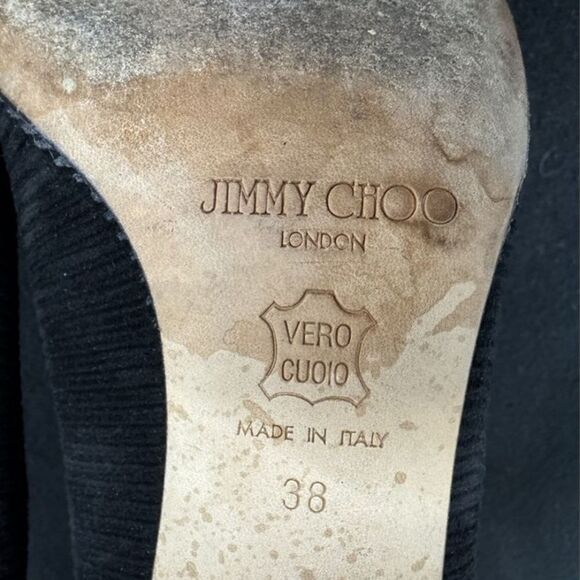 JIMMY CHOO
LONDON
VERO
CUOIO
MADE IN ITALY
38